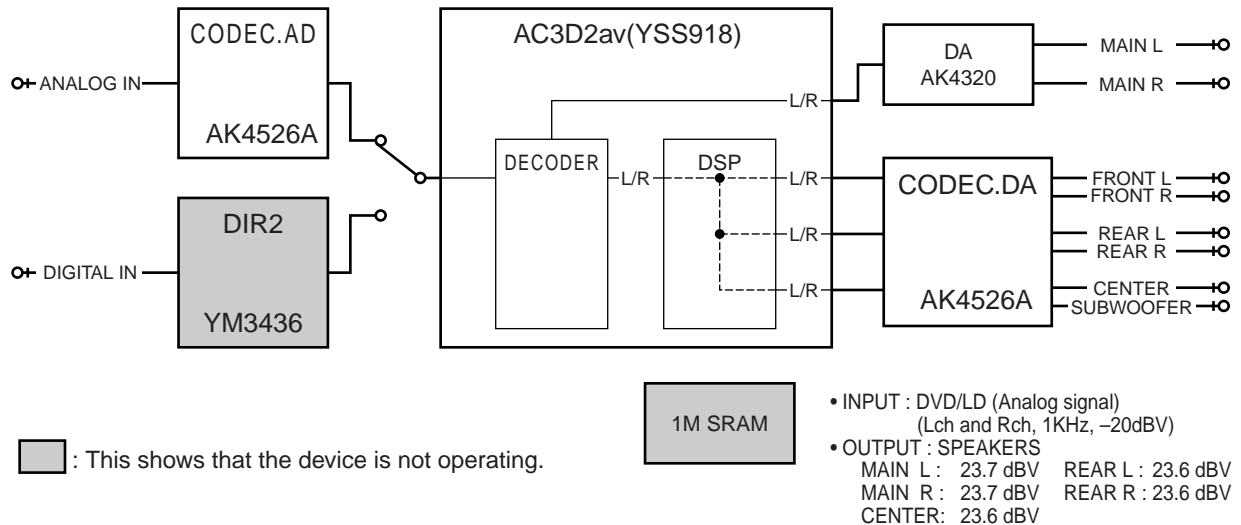 CODEC.AD
AK4526A
ANALOG IN
DIR2
YM3436
DIGITAL IN
AC3D2av(YSS918)
DECODER
L/R
DSP
L/R
L/R
L/R
L/R
DA
AK4320
MAIN L
MAIN R
CODEC.DA
AK4526A
FRONT L
FRONT R
REAR L
REAR R
CENTER
SUBWOOFER
: This shows that the device is not operating.
1M SRAM
• INPUT : DVD/LD (Analog signal)
(Lch and Rch, 1KHz, –20dBV)
• OUTPUT : SPEAKERS
MAIN L : 23.7 dBV REAR L : 23.6 dBV
MAIN R : 23.7 dBV REAR R : 23.6 dBV
CENTER: 23.6 dBV